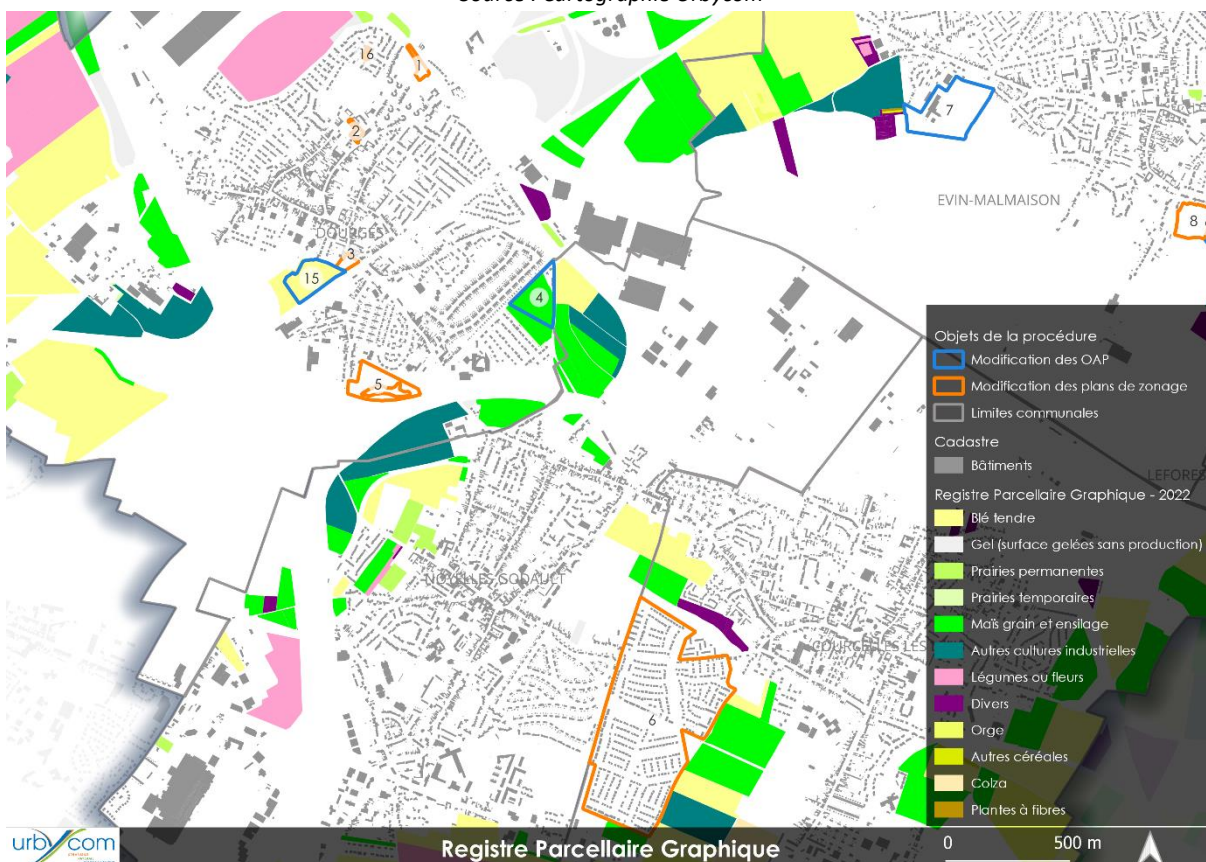 Source : Cartographie Urbycom
16
1
2
7
EVIN-MALMAISON
8
DOURGES
3
15
4
5
Objets de la procédure
Modification des OAP
Modification des plans de zonage
Limites communales
Cadastre
Bâtiments
LEFORES
Registre Parcellaire Graphique - 2022
Blé tendre
Gel (surface gelées sans production)
Prairies permanentes
Prairies temporaires
NOYELLES GODAULT
Maïs grain et ensilage
COURCELLES LES
Autres cultures industrielles
Légumes ou fleurs
Divers
6
Orge
Autres céréales
Colza
Plantes à fibres
urbycom
Registre Parcellaire Graphique
0 500 m